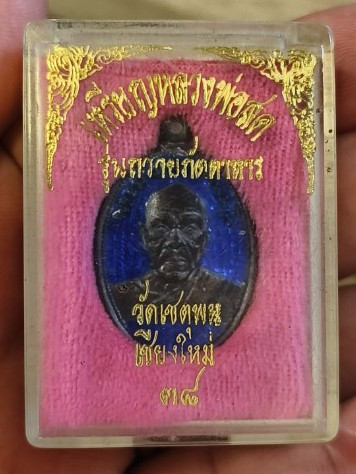 เหรียญหลวงพ่อสด
รุ่นถวายภัตตาหาร
วัดเชตุพน
เชียงใหม่
๓๘